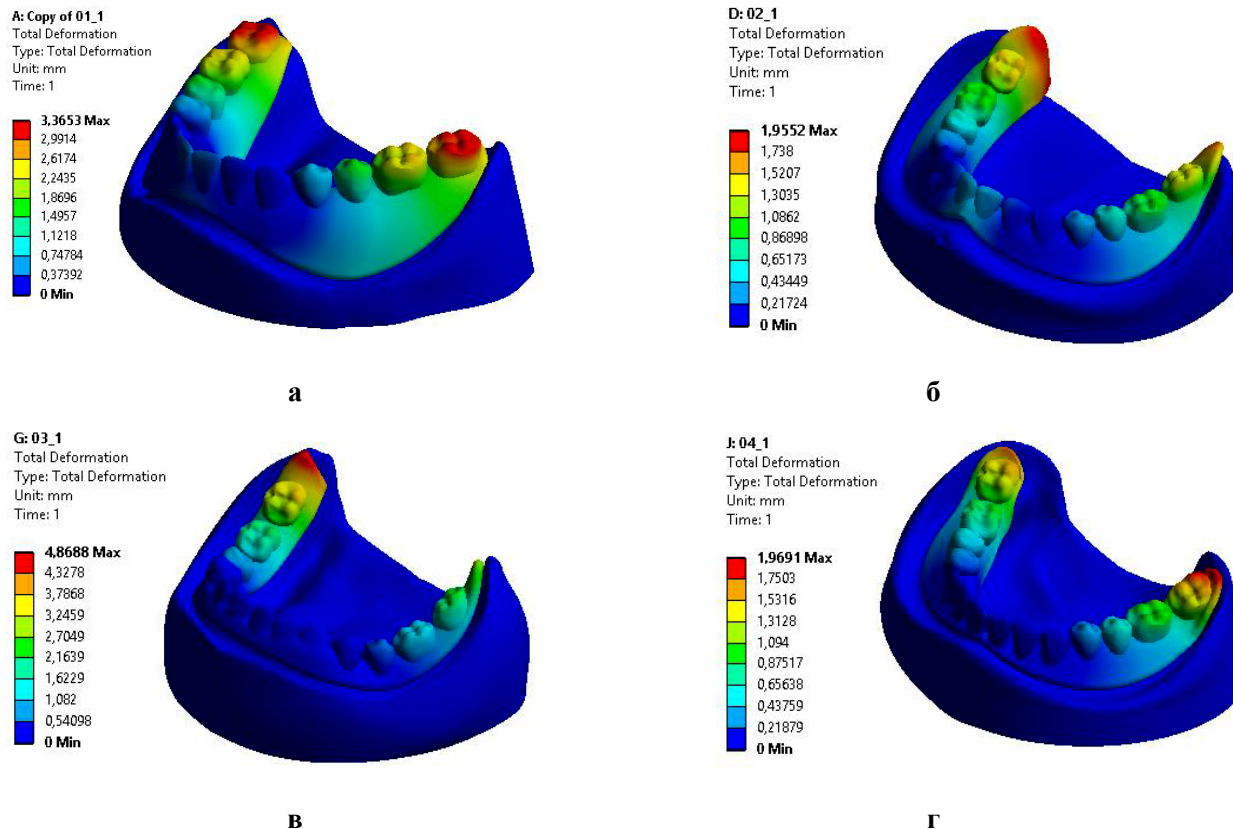 A: Copy of 01_1
Total Deformation
Type: Total Deformation
Unit: mm
Time: 1
3,3653 Max
2,9914
2,6174
2,2435
1,8696
1,4957
1,1218
0,74784
0,37392
0 Min
а
D: 02_1
Total Deformation
Type: Total Deformation
Unit: mm
Time: 1
1,9552 Max
1,738
1,5207
1,3035
1,0862
0,86898
0,65173
0,43449
0,21724
0 Min
б
G: 03_1
Total Deformation
Type: Total Deformation
Unit: mm
Time: 1
4,8688 Max
4,3278
3,7868
3,2459
2,7049
2,1639
1,6229
1,082
0,54098
0 Min
в
J: 04_1
Total Deformation
Type: Total Deformation
Unit: mm
Time: 1
1,9691 Max
1,7503
1,5316
1,3128
1,094
0,87517
0,65638
0,43759
0,21879
0 Min
г